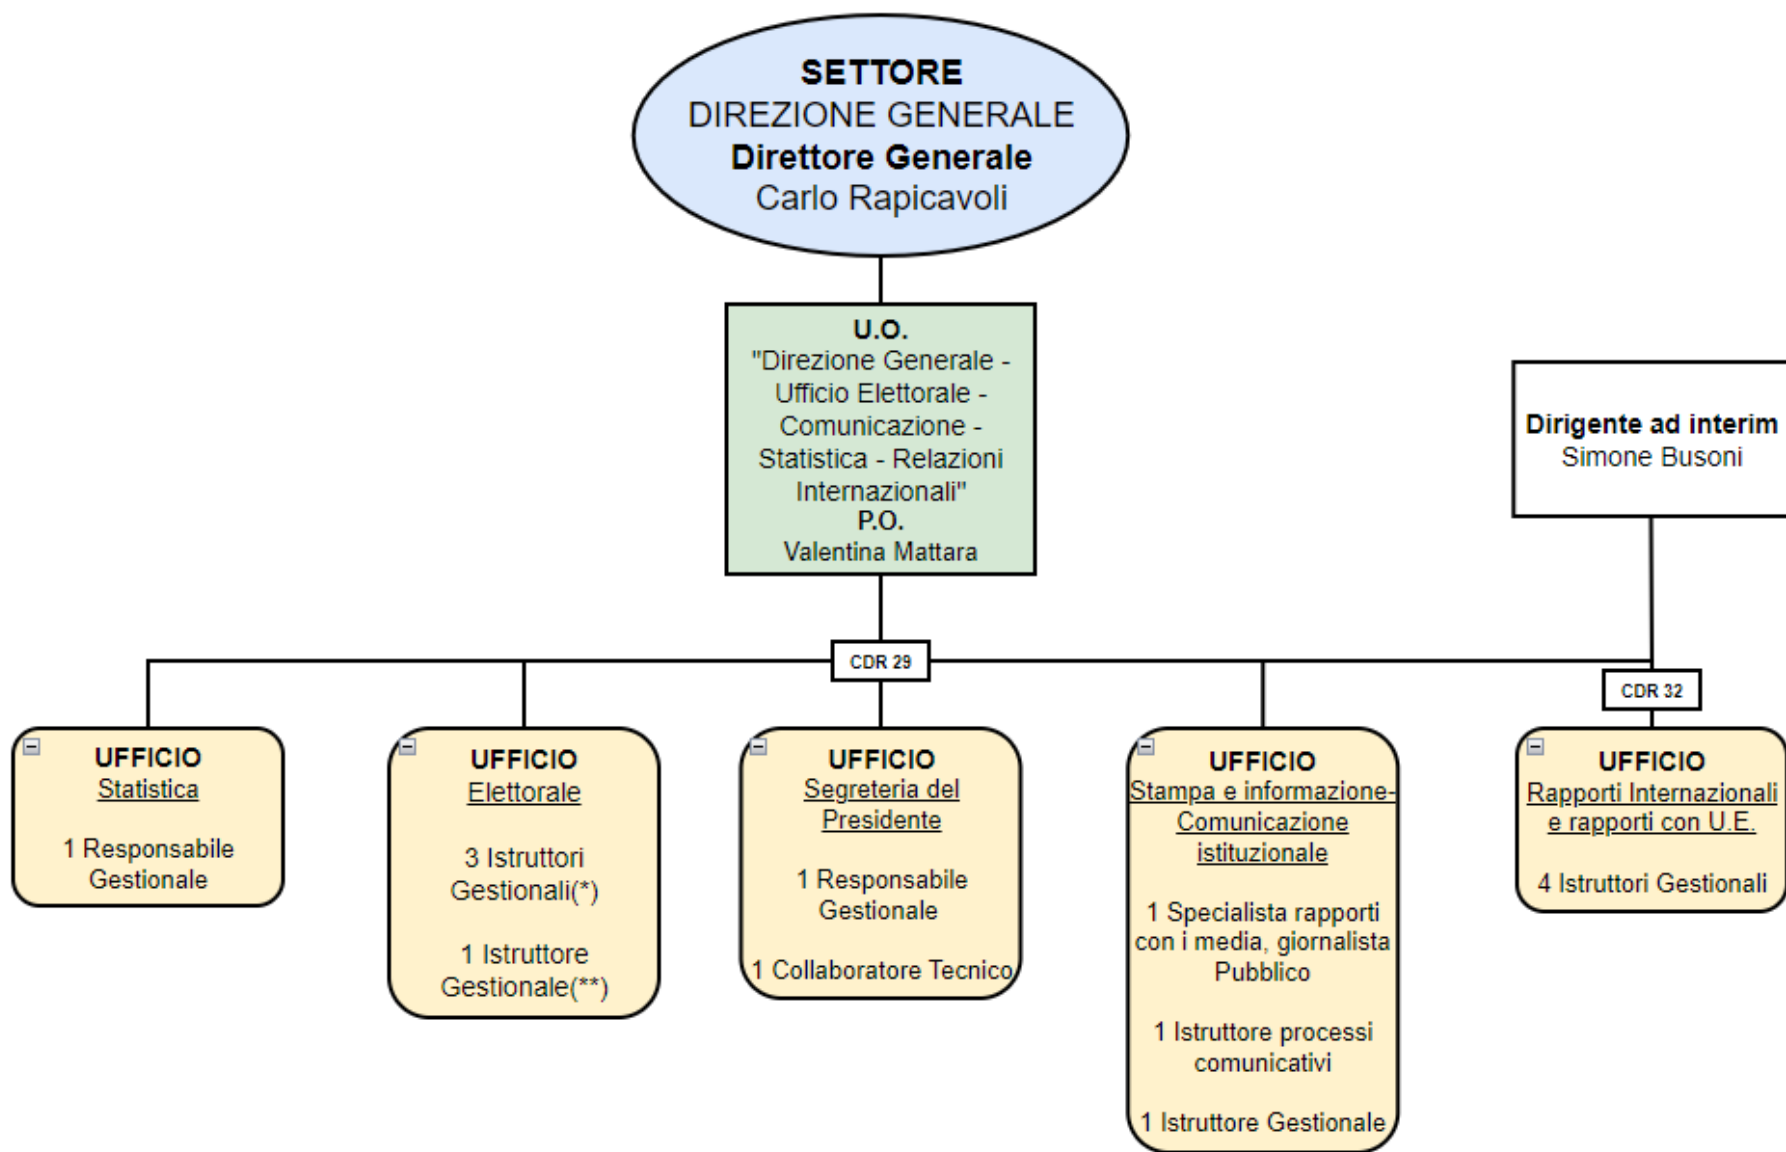 SETTORE
DIREZIONE GENERALE
Direttore Generale
Carlo Rapicavoli
U.O.
"Direzione Generale -
Ufficio Elettorale -
Comunicazione -
Statistica - Relazioni
Internazionali"
P.O.
Valentina Mattara
Dirigente ad interim
Simone Busoni
CDR 29
CDR 32
UFFICIO
Statistica
1 Responsabile
Gestionale
UFFICIO
Elettorale
3 Istruttori
Gestionali(*)
1 Istruttore
Gestionale(**)
UFFICIO
Segreteria del
Presidente
1 Responsabile
Gestionale
1 Collaboratore Tecnico
UFFICIO
Stampa e informazione-
Comunicazione
istituzionale
1 Specialista rapporti
con i media, giornalista
Pubblico
1 Istruttore processi
comunicativi
1 Istruttore Gestionale
UFFICIO
Rapporti Internazionali
e rapporti con U.E.
4 Istruttori Gestionali